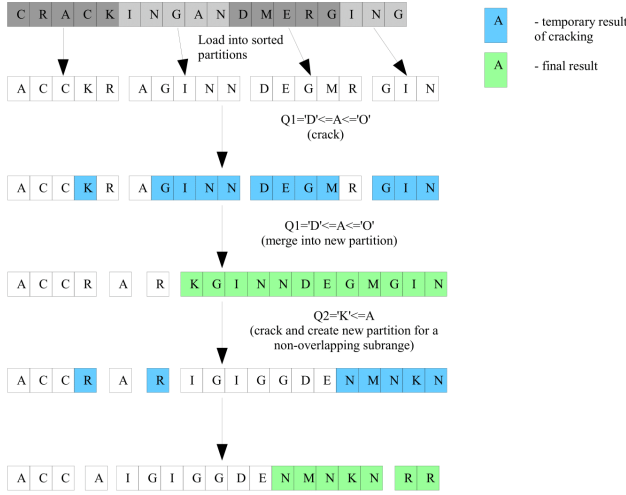 C R A C K I N G A N D M E R G I N G
A - temporary result
of cracking
Load into sorted
partitions
A - final result
A C C K R A G I N N D E G M R G I N
Q1='D'<=A<='O'
(crack)
A C C K R A G I N N D E G M R G I N
Q1='D'<=A<='O'
(merge into new partition)
A C C R A R K G I N N D E G M G I N
Q2='K'<=A
(crack and create new partition for a
non-overlapping subrange)
A C C R A R I G I G G D E N M N K N
A C C A I G I G G D E N M N K N R R